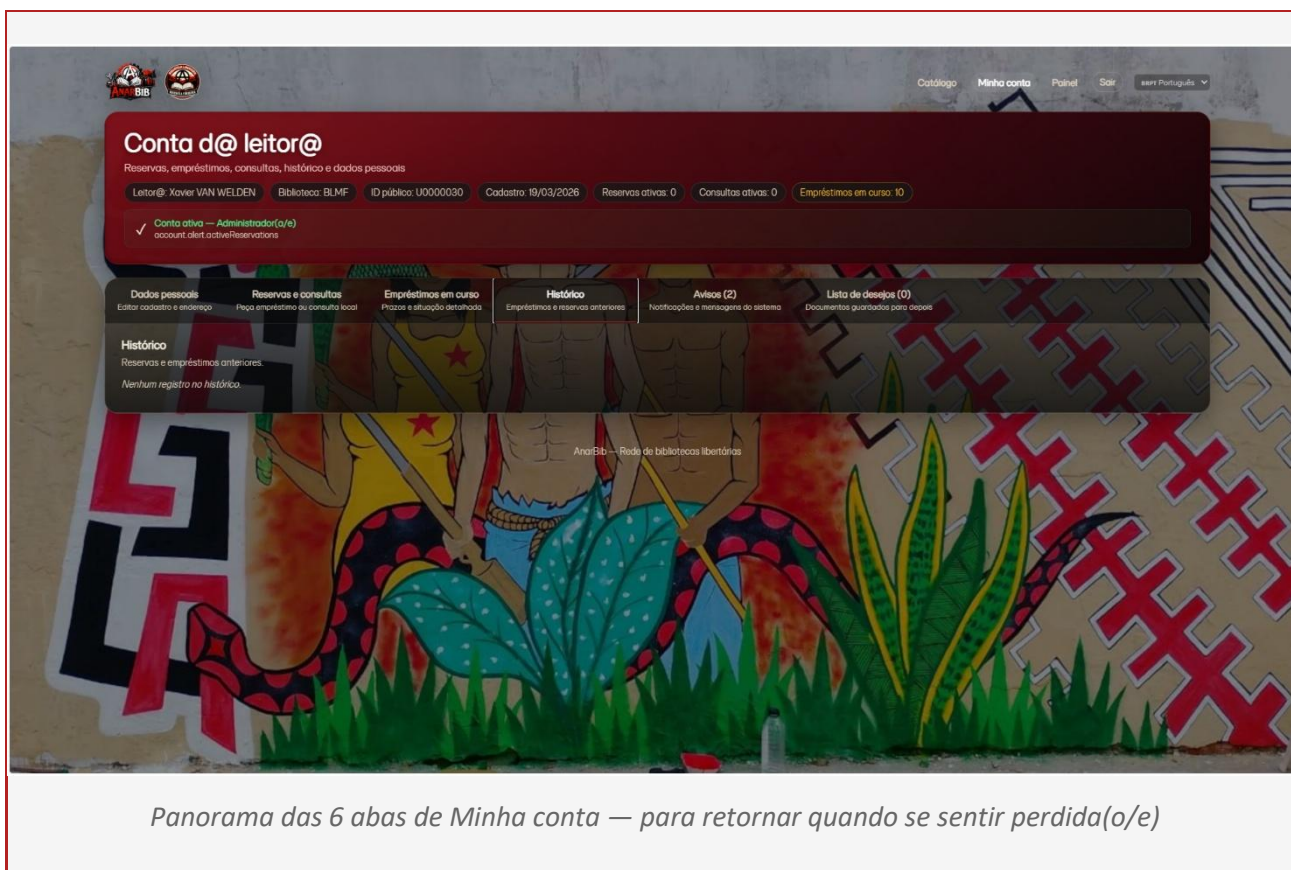 ANARBIB
Catálogo Minha conta Painel Sair BRPT Português
Conta d@ leitor@
Reservas, empréstimos, consultas, histórico e dados pessoais
Leitor@: Xavier VAN WELDEN Biblioteca: BLMF ID público: U0000030 Cadastro: 19/03/2026 Reservas ativas: 0 Consultas ativas: 0 Empréstimos em curso: 10
✓ Conta ativa — Administrador(a/e)
account.alert.activeReservations
Dados pessoais Reservas e consultas Empréstimos em curso Histórico Avisos (2) Lista de desejos (0)
Editar cadastro e endereço Peça empréstimo ou consulta local Prazos e situação detalhada Empréstimos e reservas anteriores Notificações e mensagens do sistema Documentos guardados para depois
Histórico
Reservas e empréstimos anteriores.
Nenhum registro no histórico.
AnarBib — Rede de bibliotecas libertárias
Panorama das 6 abas de Minha conta — para retornar quando se sentir perdida(o/e)